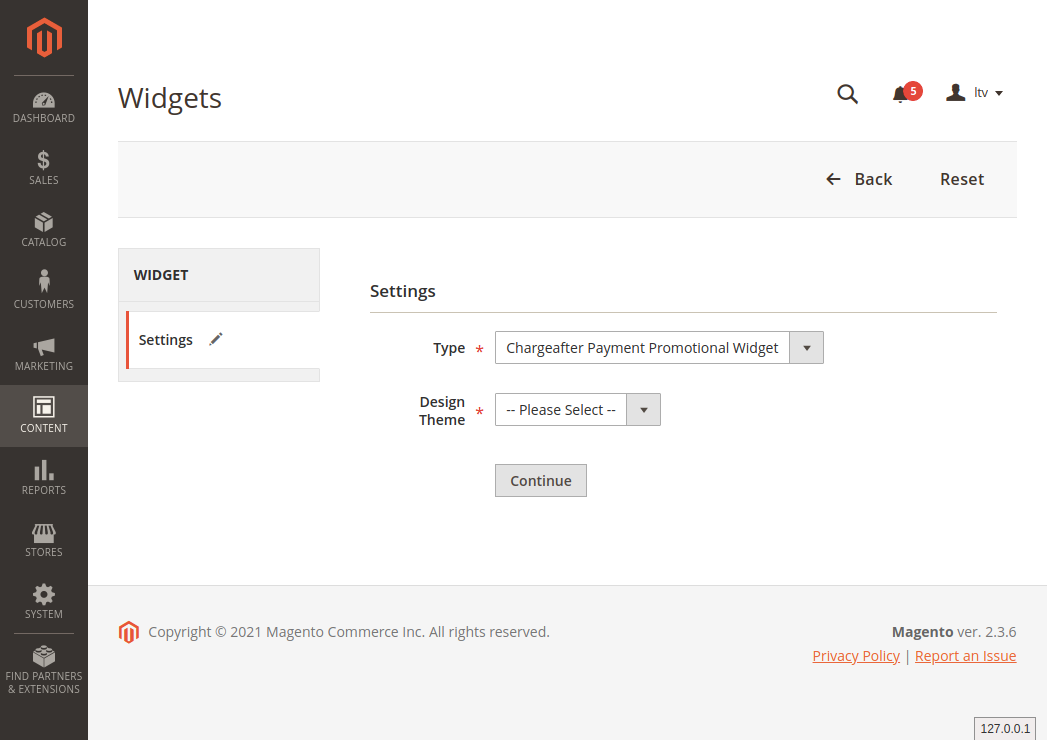 DASHBOARD
SALES
CATALOG
CUSTOMERS
MARKETING
CONTENT
REPORTS
STORES
SYSTEM
FIND PARTNERS
& EXTENSIONS
Widgets
5
ltv
Back
Reset
WIDGET
Settings
Settings
Type *
Chargeafter Payment Promotional Widget
Design
Theme *
-- Please Select --
Continue
Copyright © 2021 Magento Commerce Inc. All rights reserved.
Magento ver. 2.3.6
Privacy Policy | Report an Issue
127.0.0.1